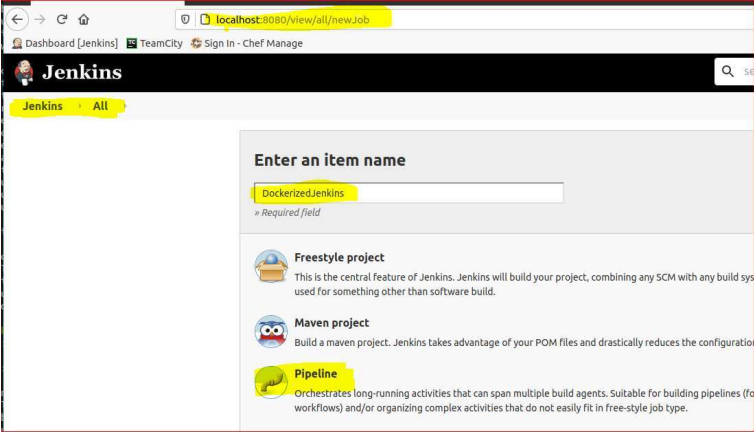 localhost:8080/view/all/newJob
Dashboard [Jenkins] TeamCity Sign In - Chef Manage
Jenkins
Jenkins All
Enter an item name
DockerizedJenkins
» Required field
Freestyle project
This is the central feature of Jenkins. Jenkins will build your project, combining any SCM with any build sys
used for something other than software build.
Maven project
Build a maven project. Jenkins takes advantage of your POM files and drastically reduces the configuration
Pipeline
Orchestrates long-running activities that can span multiple build agents. Suitable for building pipelines (fo
workflows) and/or organizing complex activities that do not easily fit in free-style job type.